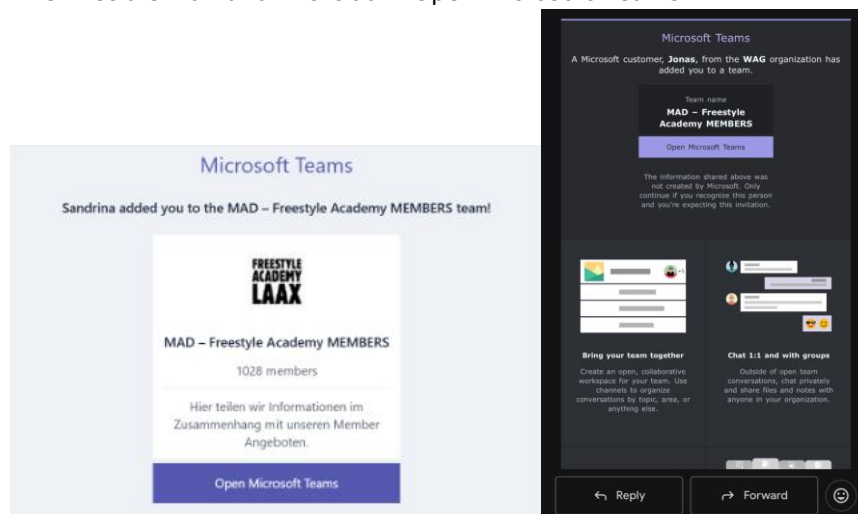 Microsoft Teams
Sandrina added you to the MAD – Freestyle Academy MEMBERS team!
FREESTYLE
ACADEMY
LAAX
MAD – Freestyle Academy MEMBERS
1028 members
Hier teilen wir Informationen im
Zusammenhang mit unseren Member
Angeboten.
Open Microsoft Teams
Microsoft Teams
A Microsoft customer, Jonas, from the WAG organization has
added you to a team.
Team name
MAD – Freestyle
Academy MEMBERS
Open Microsoft Teams
The information
shared above was
not created by
Microsoft. Only
continue if you
recognize this person
and you're expecting
this invitation.
Bring your team together
Create an open, collaborative
workspace for your team. Use
channels to organize
conversations by topic, area, or
anything else.
Chat 1:1 and with groups
Outside of open team
conversations, chat privately
and share files and notes with
anyone in your organization.
Reply
Forward